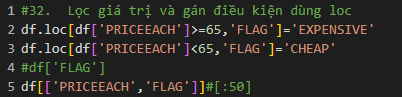 1 #32.  Lọc giá trị và gán điều kiện dùng loc
2 df.loc[df['PRICEEACH']>=65,'FLAG']='EXPENSIVE'
3 df.loc[df['PRICEEACH']<65,'FLAG']='CHEAP'
4 #df['FLAG']
5 df[['PRICEEACH','FLAG']]#[:50]